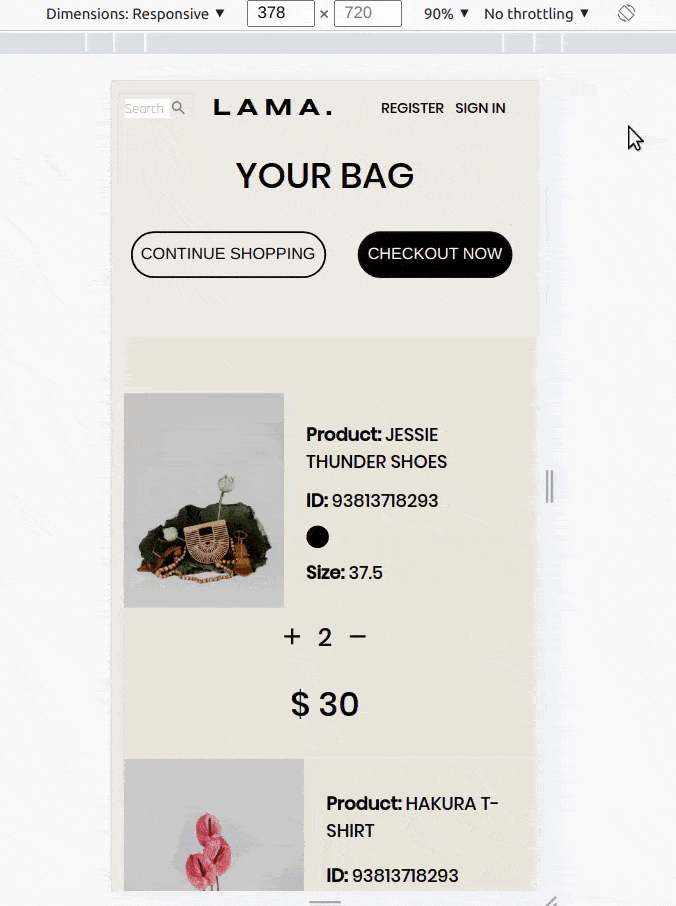 Dimensions: Responsive ▼ 378 × 720 90% ▼ No throttling ▼
Search LAMA. REGISTER SIGN IN
YOUR BAG
CONTINUE SHOPPING CHECKOUT NOW
Product: JESSIE
THUNDER SHOES
ID: 93813718293
Size: 37.5
+ 2 −
$ 30
Product: HAKURA T-
SHIRT
ID: 93813718293